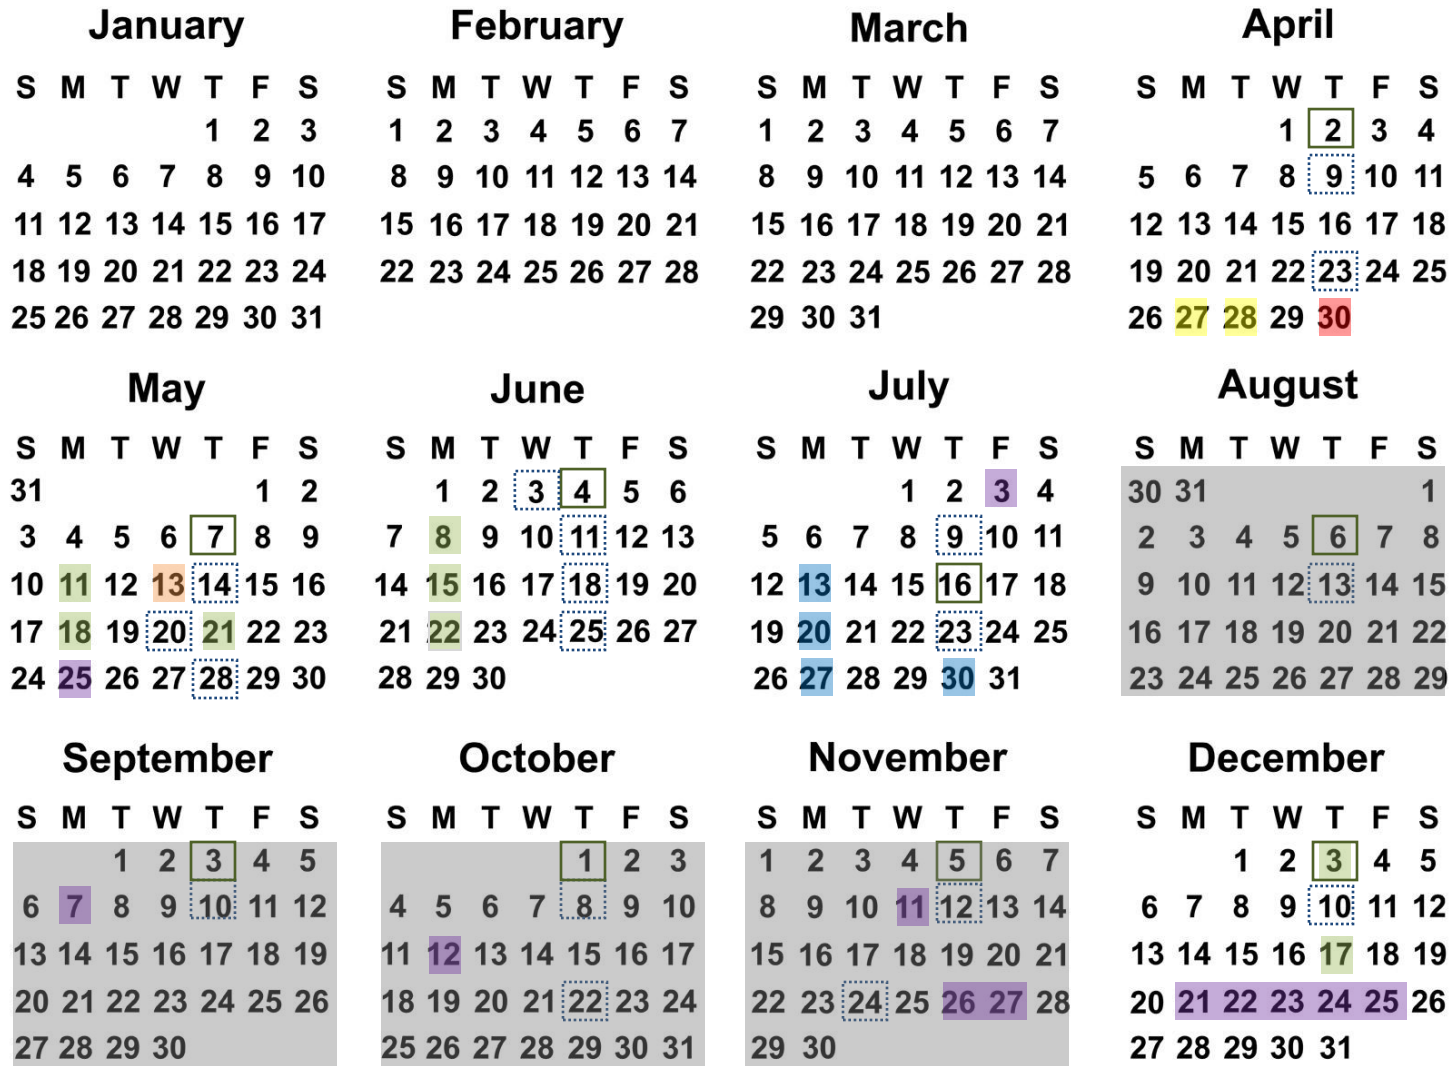 January
S M T W T F S
1 2 3
4 5 6 7 8 9 10
11 12 13 14 15 16 17
18 19 20 21 22 23 24
25 26 27 28 29 30 31
February
S M T W T F S
1 2 3 4 5 6 7
8 9 10 11 12 13 14
15 16 17 18 19 20 21
22 23 24 25 26 27 28
March
S M T W T F S
1 2 3 4 5 6 7
8 9 10 11 12 13 14
15 16 17 18 19 20 21
22 23 24 25 26 27 28
29 30 31
April
S M T W T F S
1 2 3 4
5 6 7 8 9 10 11
12 13 14 15 16 17 18
19 20 21 22 23 24 25
26 27 28 29 30
May
S M T W T F S
31 1 2
3 4 5 6 7 8 9
10 11 12 13 14 15 16
17 18 19 20 21 22 23
24 25 26 27 28 29 30
June
S M T W T F S
1 2 3 4 5 6
7 8 9 10 11 12 13
14 15 16 17 18 19 20
21 22 23 24 25 26 27
28 29 30
July
S M T W T F S
1 2 3 4
5 6 7 8 9 10 11
12 13 14 15 16 17 18
19 20 21 22 23 24 25
26 27 28 29 30 31
August
S M T W T F S
30 31 1
2 3 4 5 6 7 8
9 10 11 12 13 14 15
16 17 18 19 20 21 22
23 24 25 26 27 28 29
September
S M T W T F S
1 2 3 4 5
6 7 8 9 10 11 12
13 14 15 16 17 18 19
20 21 22 23 24 25 26
27 28 29 30
October
S M T W T F S
1 2 3
4 5 6 7 8 9 10
11 12 13 14 15 16 17
18 19 20 21 22 23 24
25 26 27 28 29 30 31
November
S M T W T F S
1 2 3 4 5 6 7
8 9 10 11 12 13 14
15 16 17 18 19 20 21
22 23 24 25 26 27 28
29 30
December
S M T W T F S
1 2 3 4 5
6 7 8 9 10 11 12
13 14 15 16 17 18 19
20 21 22 23 24 25 26
27 28 29 30 31